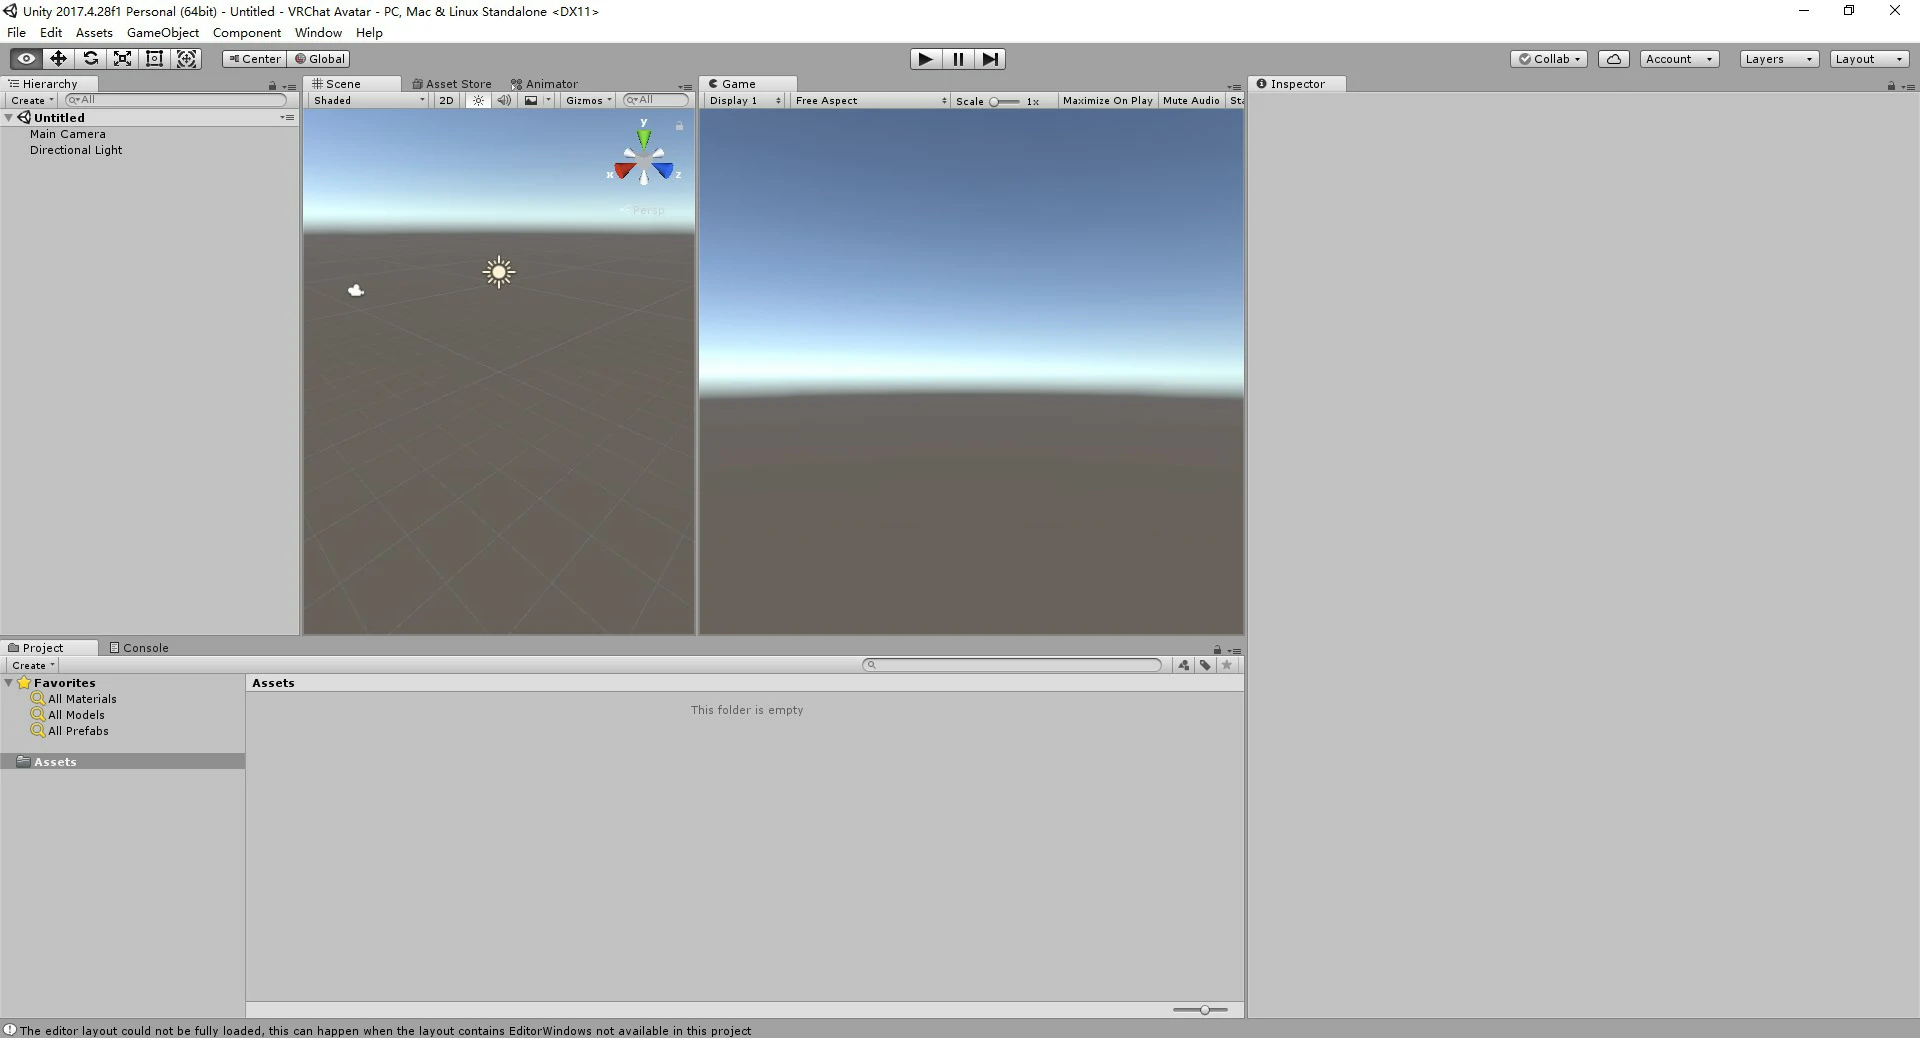 Unity 2017.4.28f1 Personal (64bit) - Untitled - VRChat Avatar - PC, Mac & Linux Standalone <DX11>
File Edit Assets GameObject Component Window Help
Center Global Collab Account Layers Layout
Hierarchy Scene Asset Store Animator Game Inspector
Create All Shaded 2D Gizmos All Display 1 Free Aspect Scale 1x Maximize On Play Mute Audio Sta
Untitled
Main Camera
Directional Light
y
x z
Persp
Project Console
Create
Favorites
All Materials
All Models
All Prefabs
Assets
Assets
This folder is empty
The editor layout could not be fully loaded, this can happen when the layout contains EditorWindows not available in this project